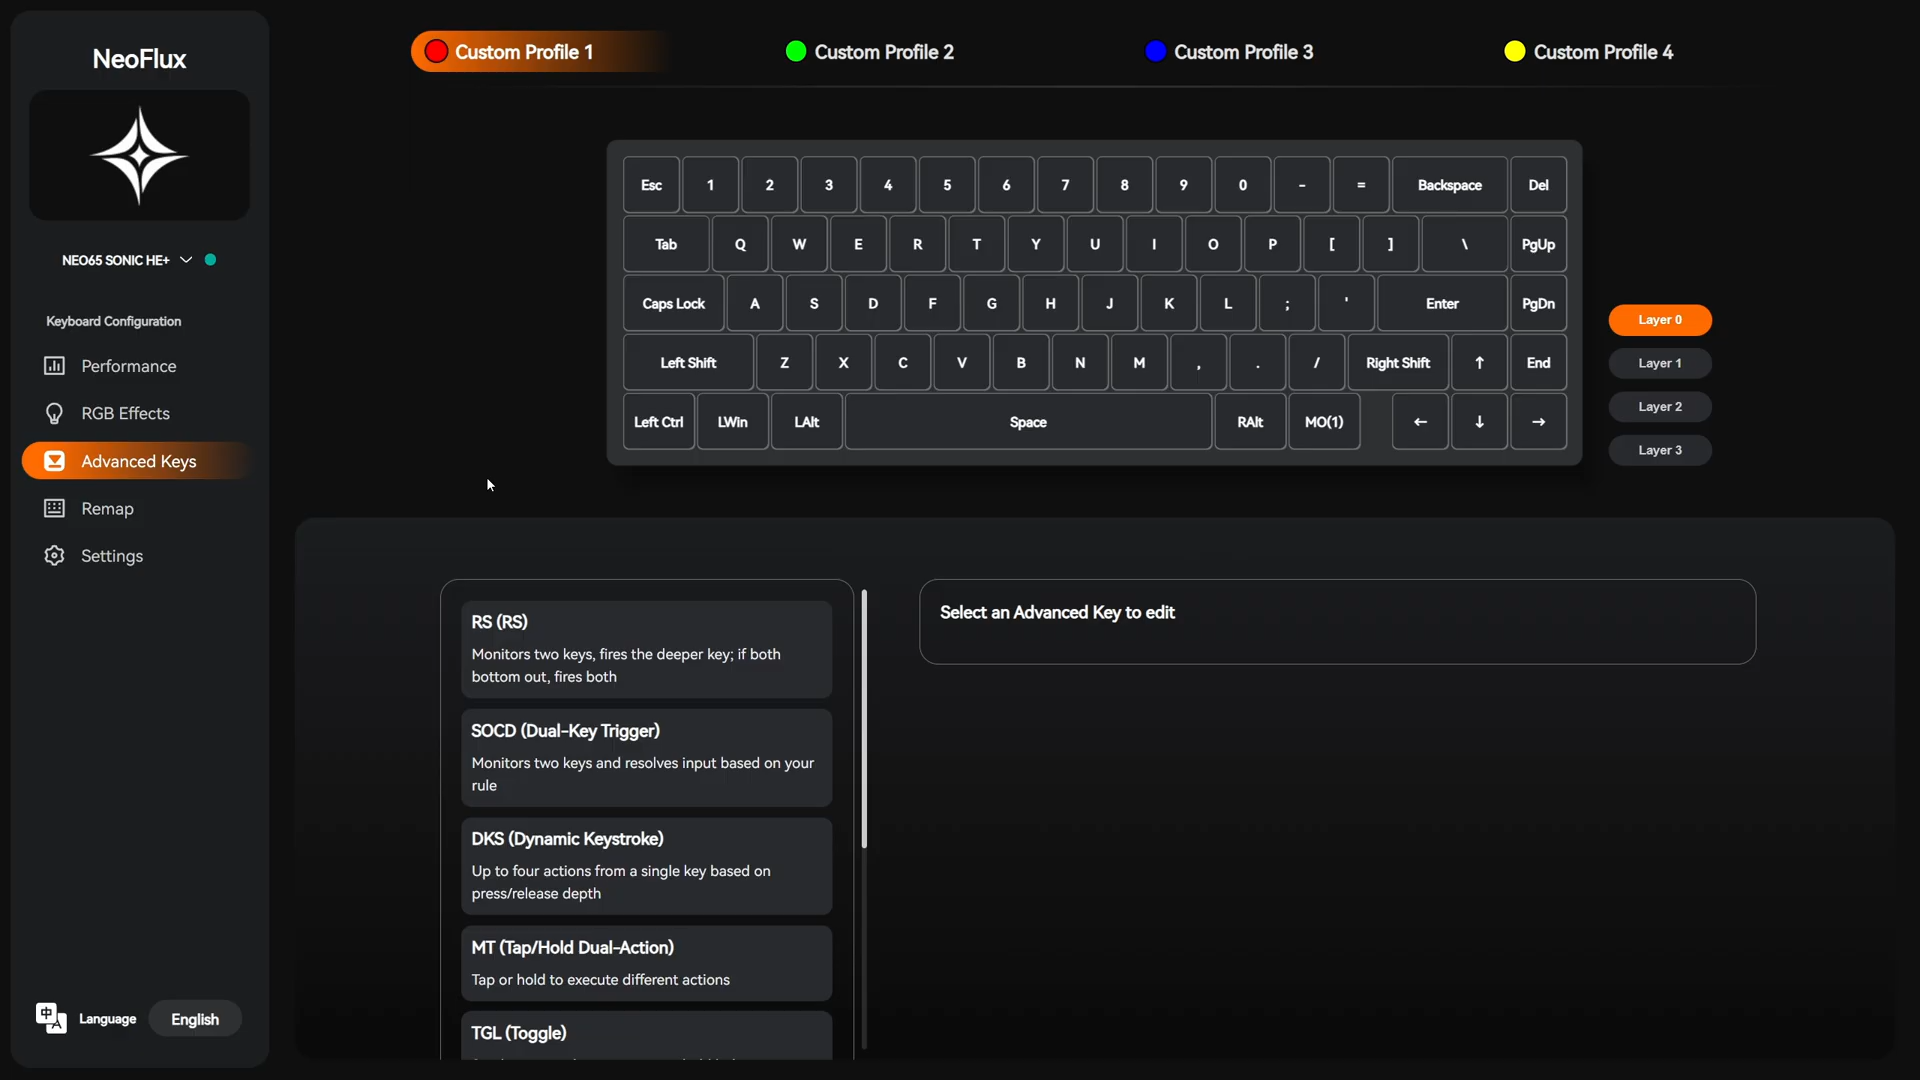 NeoFlux
NEO65 SONIC HE+
Keyboard Configuration
Performance
RGB Effects
Advanced Keys
Remap
Settings
Language English
Custom Profile 1 Custom Profile 2 Custom Profile 3 Custom Profile 4
Esc 1 2 3 4 5 6 7 8 9 0 - = Backspace Del
Tab Q W E R T Y U I O P [ ] \ PgUp
Caps Lock A S D F G H J K L ; ' Enter PgDn
Left Shift Z X C V B N M , . / Right Shift ↑ End
Left Ctrl LWin LAlt Space RAlt MO(1) ← ↓ →
Layer 0
Layer 1
Layer 2
Layer 3
RS (RS)
Monitors two keys, fires the deeper key; if both
bottom out, fires both
SOCD (Dual-Key Trigger)
Monitors two keys and resolves input based on your
rule
DKS (Dynamic Keystroke)
Up to four actions from a single key based on
press/release depth
MT (Tap/Hold Dual-Action)
Tap or hold to execute different actions
TGL (Toggle)
Select an Advanced Key to edit